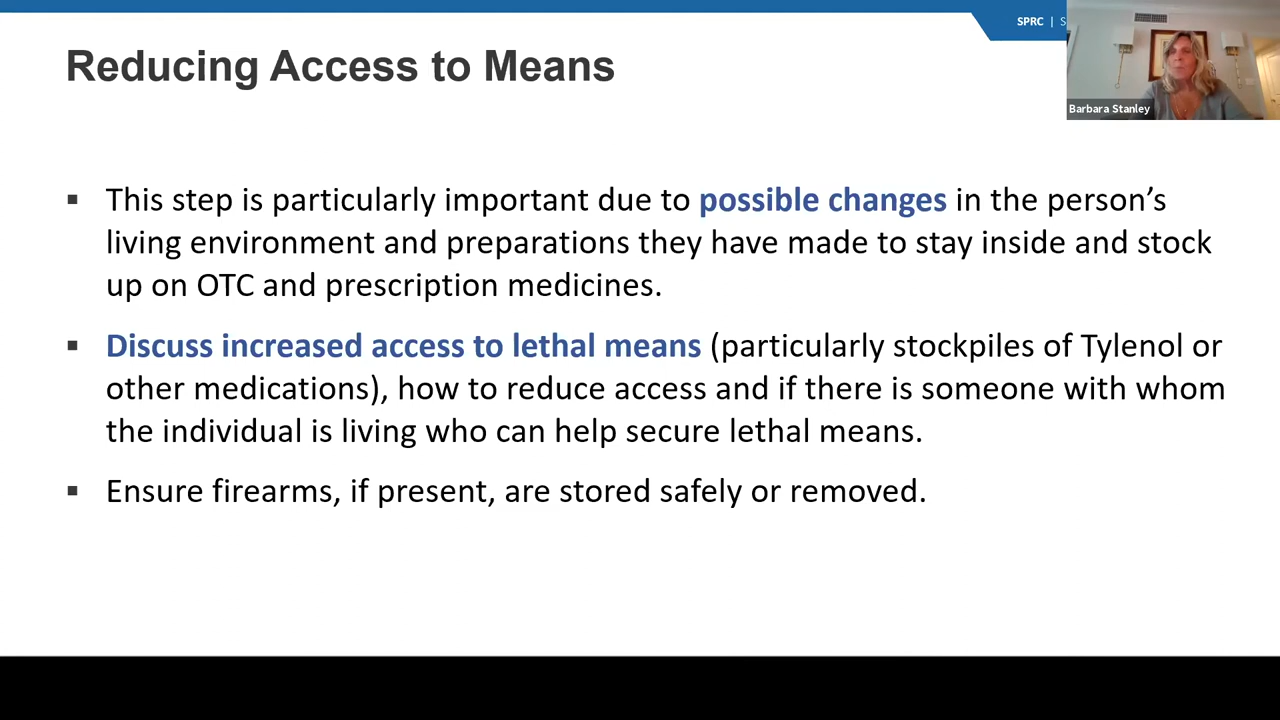 SPRC | S
Reducing Access to Means
Barbara Stanley
▪ This step is particularly important due to possible changes in the person’s
living environment and preparations they have made to stay inside and stock
up on OTC and prescription medicines.
▪ Discuss increased access to lethal means (particularly stockpiles of Tylenol or
other medications), how to reduce access and if there is someone with whom
the individual is living who can help secure lethal means.
▪ Ensure firearms, if present, are stored safely or removed.